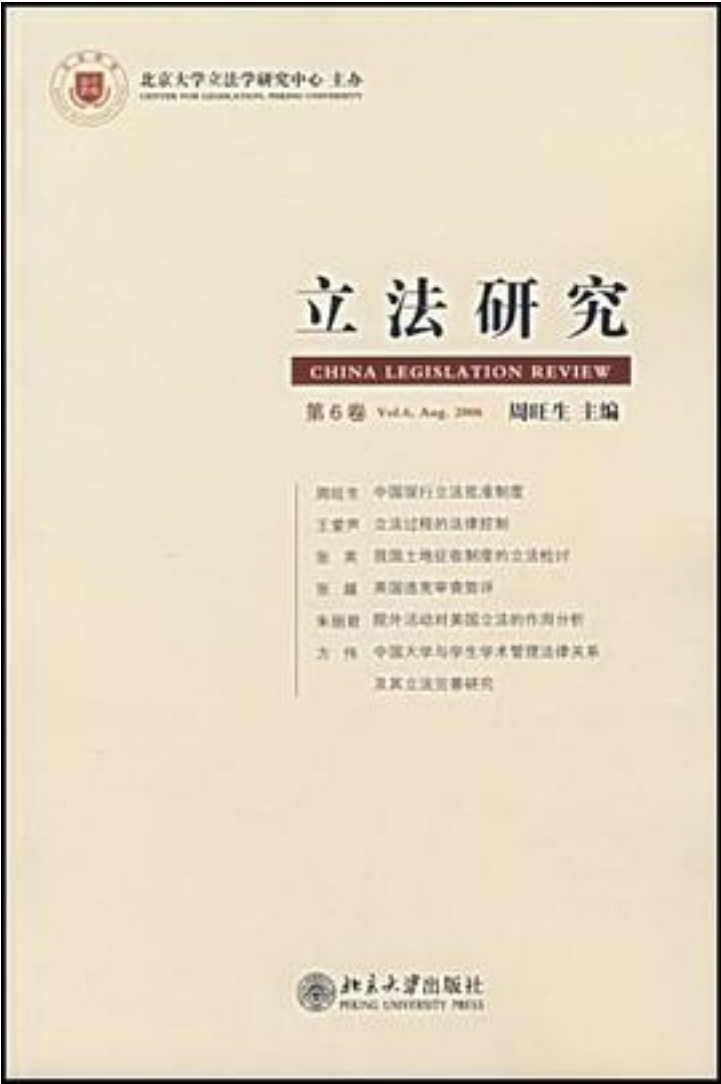 北京大学立法学研究中心 主办
CENTER FOR LEGISLATION, PEKING UNIVERSITY
立法研究
CHINA LEGISLATION REVIEW
第6卷 Vol.6, Aug. 2006 周旺生 主编
周旺生 中国现行立法批准制度
王爱声 立法过程的法律控制
张 英 我国土地征收制度的立法检讨
张 越 英国违宪审查暂评
朱丽君 院外活动对美国立法的作用分析
方 伟 中国大学与学生学术管理法律关系
及其立法完善研究
北京大学出版社
PEKING UNIVERSITY PRESS